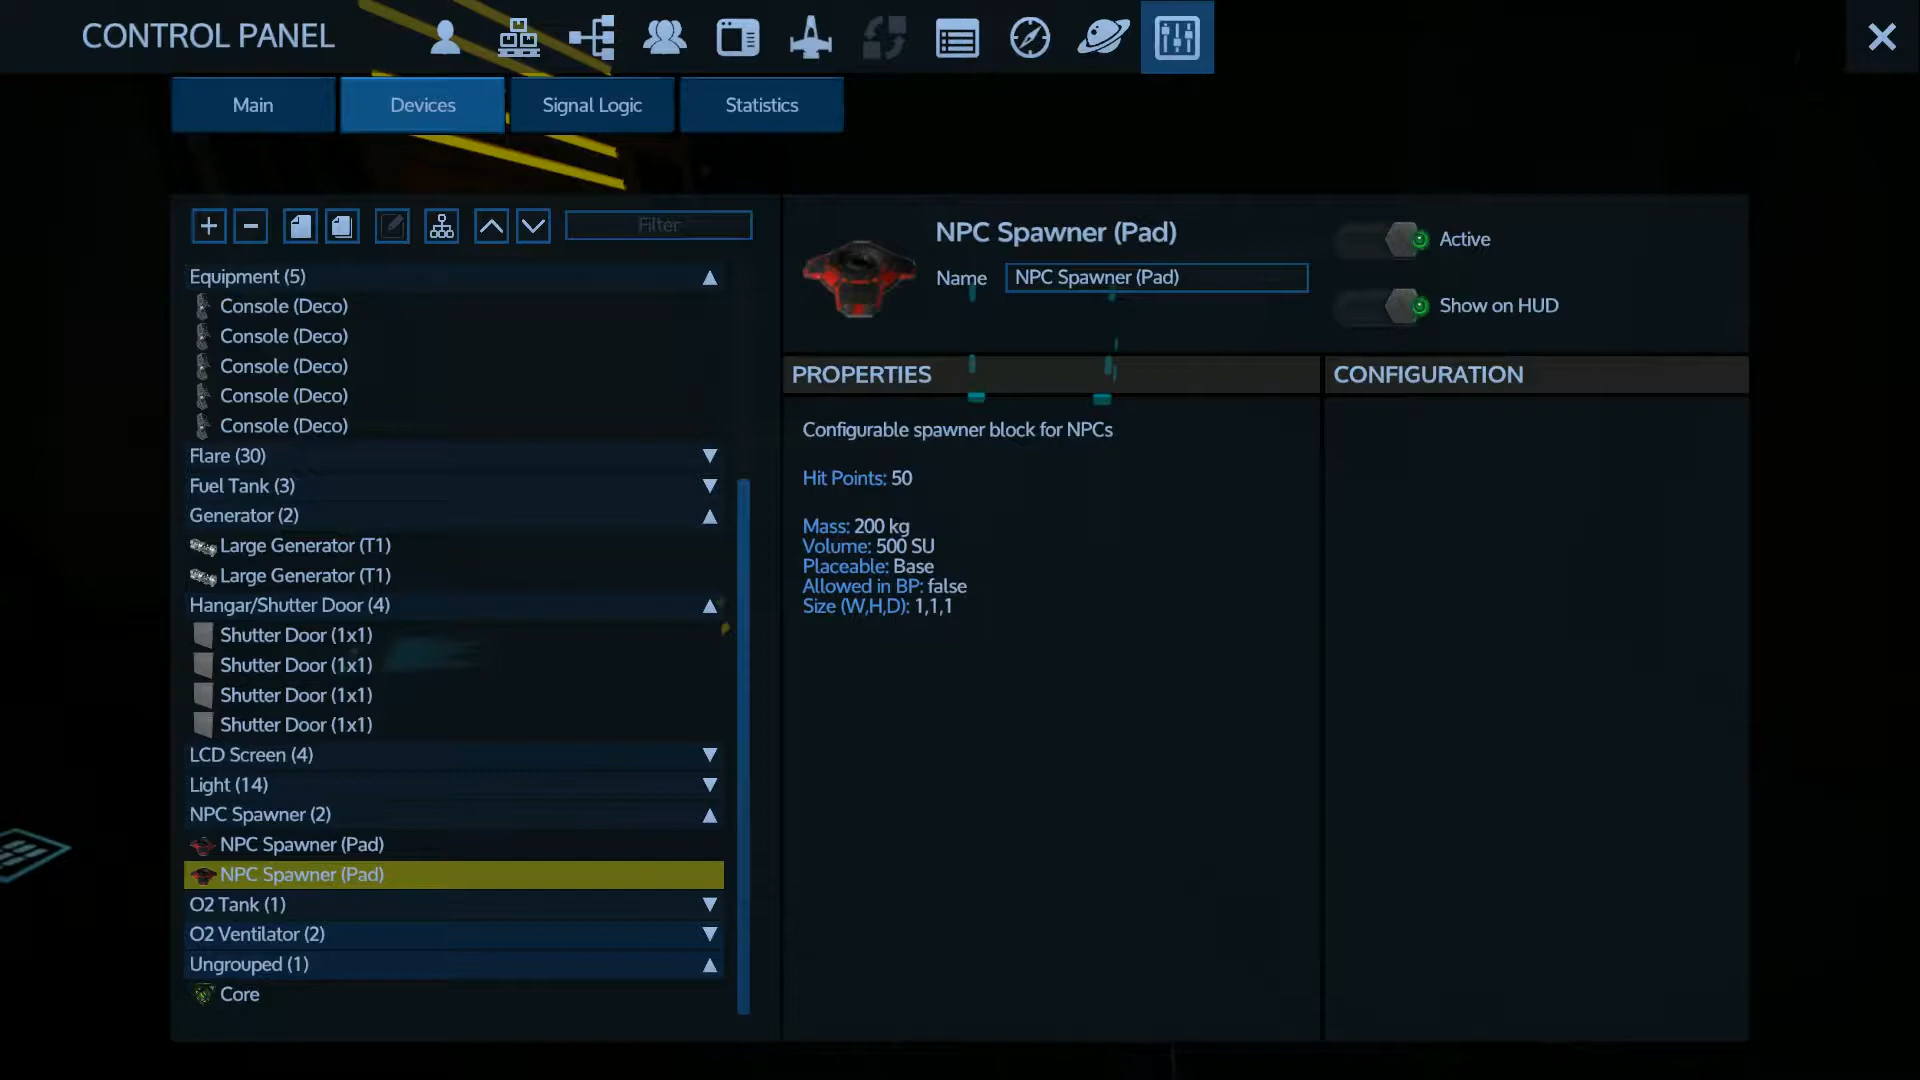 CONTROL PANEL
Main
Devices
Signal Logic
Statistics
Filter
Equipment (5)
Console (Deco)
Console (Deco)
Console (Deco)
Console (Deco)
Console (Deco)
Flare (30)
Fuel Tank (3)
Generator (2)
Large Generator (T1)
Large Generator (T1)
Hangar/Shutter Door (4)
Shutter Door (1x1)
Shutter Door (1x1)
Shutter Door (1x1)
Shutter Door (1x1)
LCD Screen (4)
Light (14)
NPC Spawner (2)
NPC Spawner (Pad)
NPC Spawner (Pad)
O2 Tank (1)
O2 Ventilator (2)
Ungrouped (1)
Core
NPC Spawner (Pad)
Name NPC Spawner (Pad)
Active
Show on HUD
PROPERTIES
Configurable spawner block for NPCs
Hit Points: 50
Mass: 200 kg
Volume: 500 SU
Placeable: Base
Allowed in BP: false
Size (W,H,D): 1,1,1
CONFIGURATION